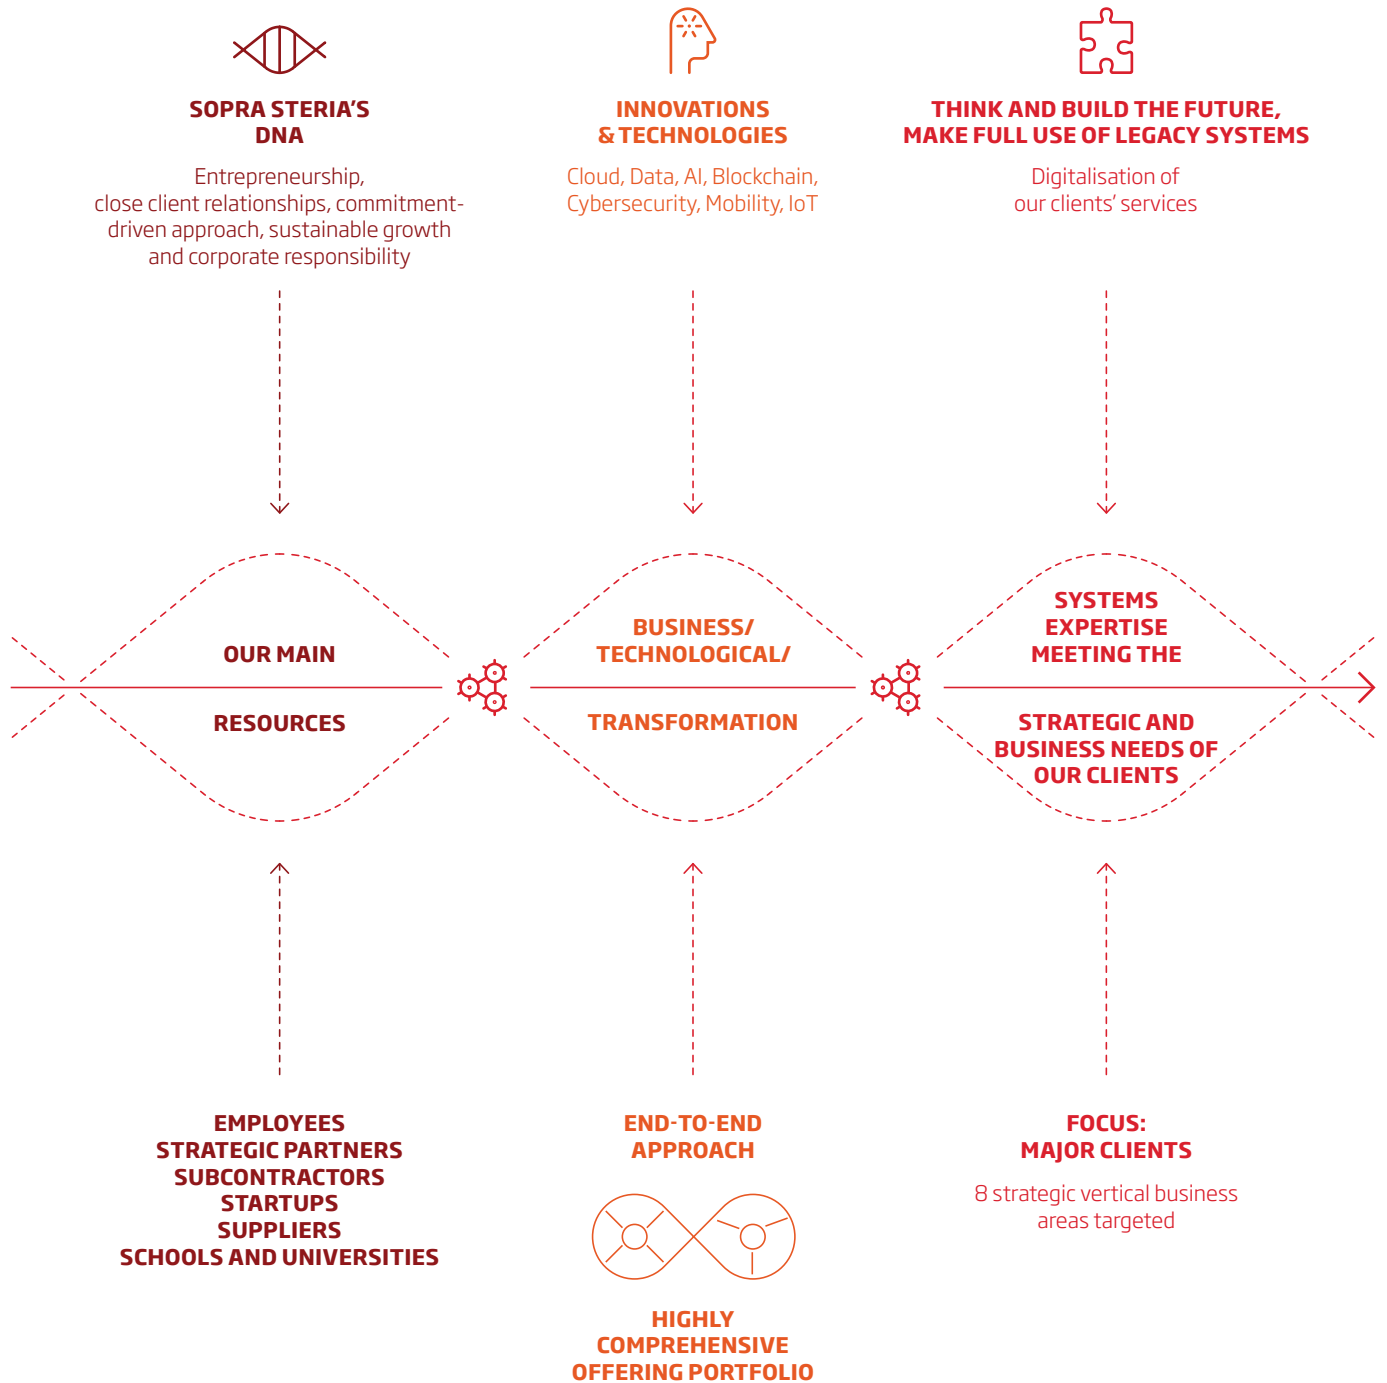 SOPRA STERIA'S
DNA
Entrepreneurship,
close client relationships, commitment-
driven approach, sustainable growth
and corporate responsibility
INNOVATIONS
& TECHNOLOGIES
Cloud, Data, AI, Blockchain,
Cybersecurity, Mobility, IoT
THINK AND BUILD THE FUTURE,
MAKE FULL USE OF LEGACY SYSTEMS
Digitalisation of
our clients' services
OUR MAIN
RESOURCES
BUSINESS/
TECHNOLOGICAL/
TRANSFORMATION
SYSTEMS
EXPERTISE
MEETING THE
STRATEGIC AND
BUSINESS NEEDS OF
OUR CLIENTS
EMPLOYEES
STRATEGIC PARTNERS
SUBCONTRACTORS
STARTUPS
SUPPLIERS
SCHOOLS AND UNIVERSITIES
END-TO-END
APPROACH
HIGHLY
COMPREHENSIVE
OFFERING PORTFOLIO
FOCUS:
MAJOR CLIENTS
8 strategic vertical business
areas targeted